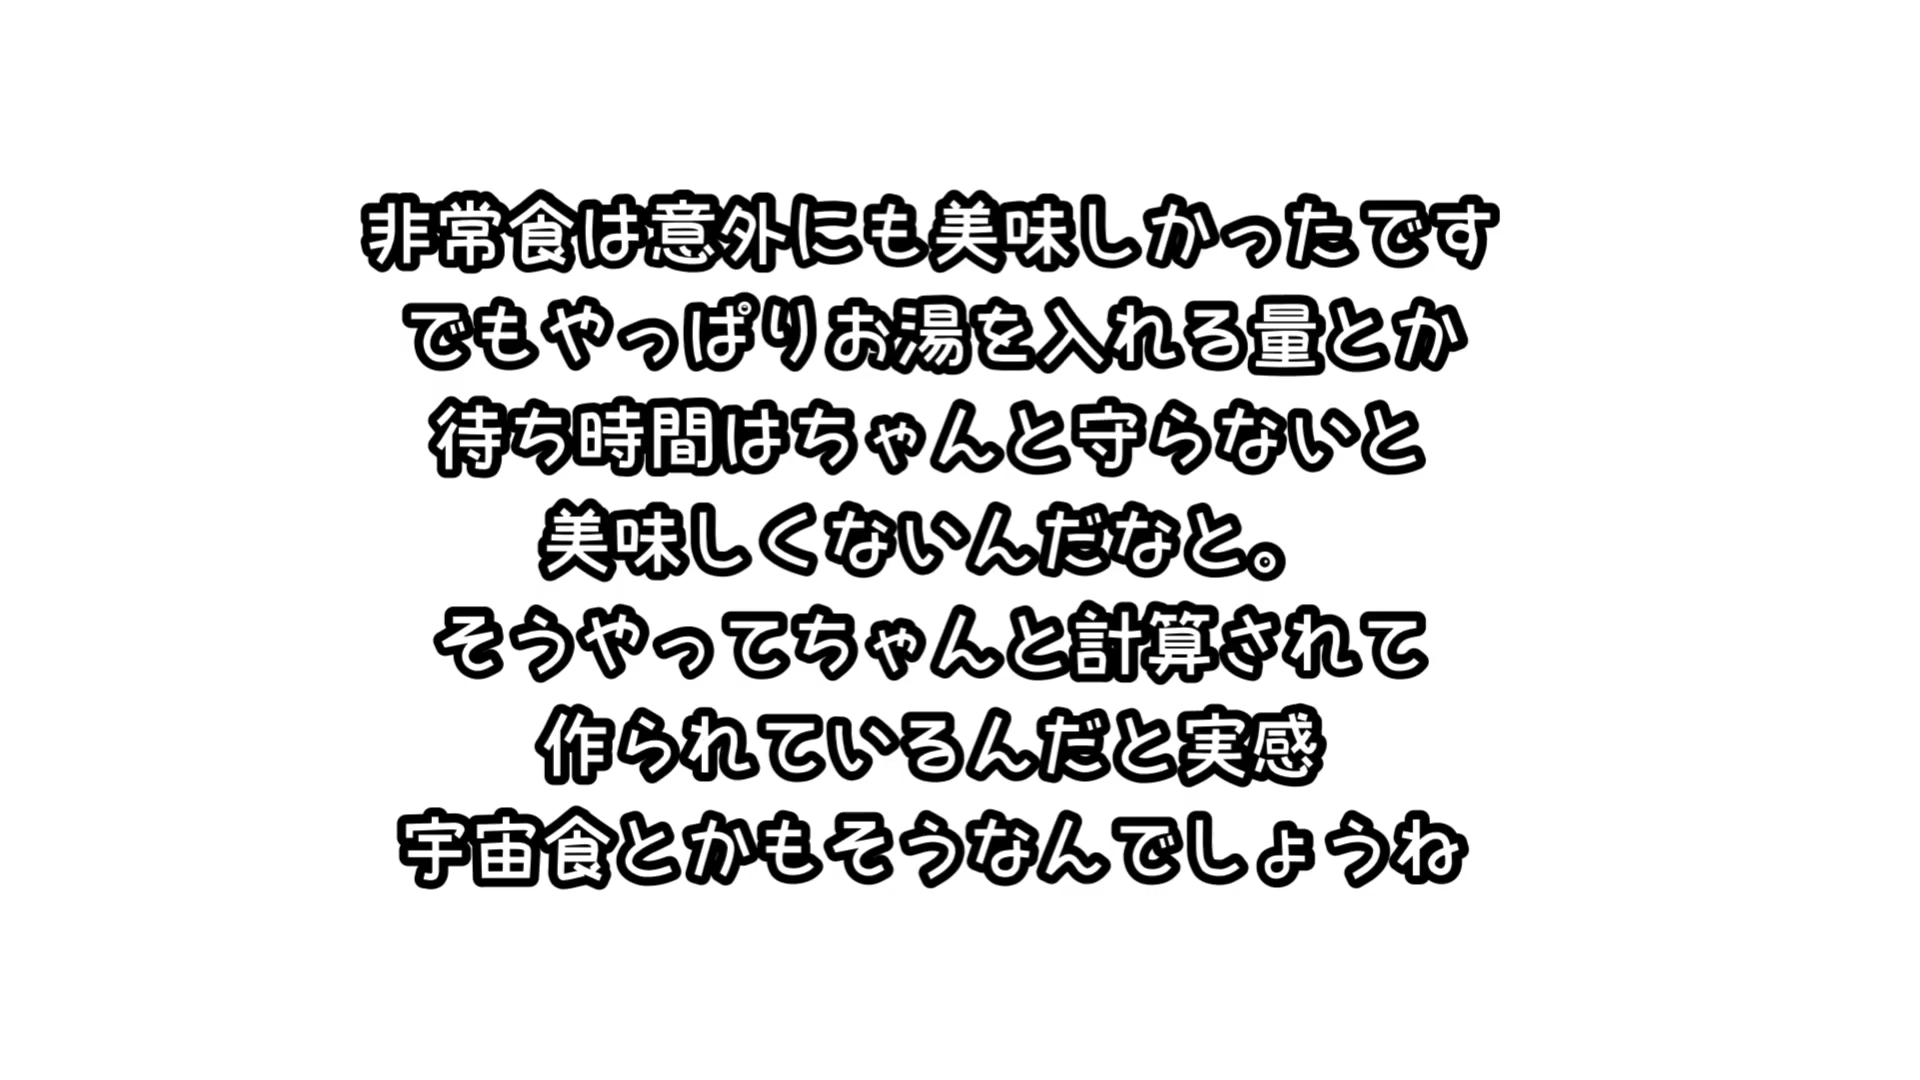 非常食は意外にも美味しかったです
でもやっぱりお湯を入れる量とか
待ち時間はちゃんと守らないと
美味しくないんだなと。
そうやってちゃんと計算されて
作られているんだと実感
宇宙食とかもそうなんでしょうね